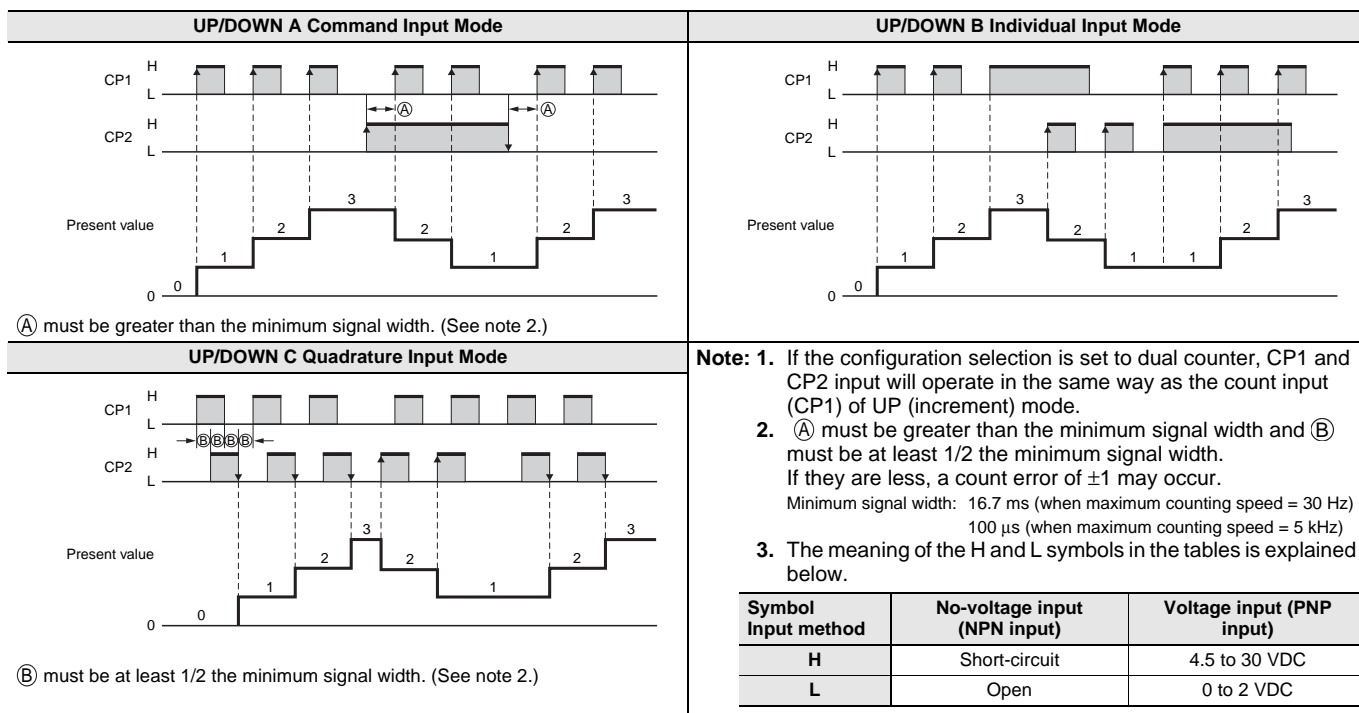 UP/DOWN A Command Input Mode
CP1 H
L
Ⓐ Ⓐ
CP2 H
L
Present value
0 0 1 2 3 2 1 2 3
Ⓐ must be greater than the minimum signal width. (See note 2.)
UP/DOWN B Individual Input Mode
CP1 H
L
CP2 H
L
Present value
0 0 1 2 3 2 1 1 2 3
UP/DOWN C Quadrature Input Mode
CP1 H
L
Ⓑ Ⓑ Ⓑ Ⓑ
CP2 H
L
Present value
0 0 1 2 3 2 1 2 3
Ⓑ must be at least 1/2 the minimum signal width. (See note 2.)
Note: 1. If the configuration selection is set to dual counter, CP1 and
CP2 input will operate in the same way as the count input
(CP1) of UP (increment) mode.
2. Ⓐ must be greater than the minimum signal width and Ⓑ
must be at least 1/2 the minimum signal width.
If they are less, a count error of ±1 may occur.
Minimum signal width: 16.7 ms (when maximum counting speed = 30 Hz)
100 μs (when maximum counting speed = 5 kHz)
3. The meaning of the H and L symbols in the tables is explained
below.
Symbol
Input method
No-voltage input
(NPN input)
Voltage input (PNP
input)
H Short-circuit 4.5 to 30 VDC
L Open 0 to 2 VDC